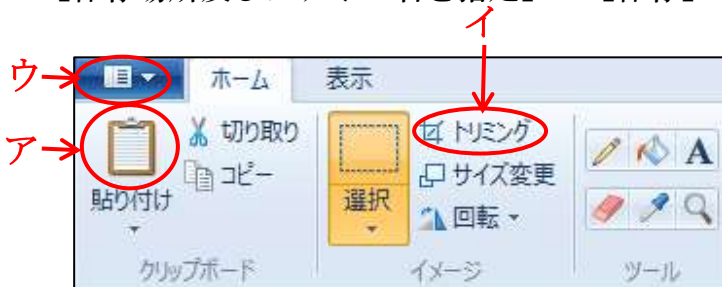 イ
ウ ホーム 表示
ア
貼り付け
切り取り
コピー
クリップボード
選択
トリミング
サイズ変更
回転
イメージ
A
ツール